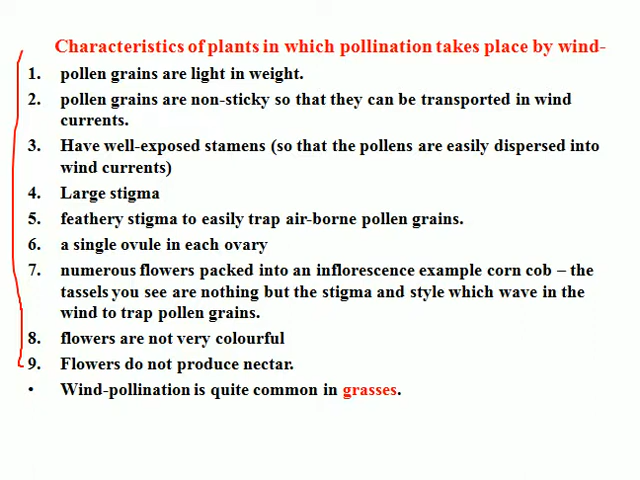 Characteristics of plants in which pollination takes place by wind-
1. pollen grains are light in weight.
2. pollen grains are non-sticky so that they can be transported in wind
currents.
3. Have well-exposed stamens (so that the pollens are easily dispersed into
wind currents)
4. Large stigma
5. feathery stigma to easily trap air-borne pollen grains.
6. a single ovule in each ovary
7. numerous flowers packed into an inflorescence example corn cob – the
tassels you see are nothing but the stigma and style which wave in the
wind to trap pollen grains.
8. flowers are not very colourful
9. Flowers do not produce nectar.
• Wind-pollination is quite common in grasses.